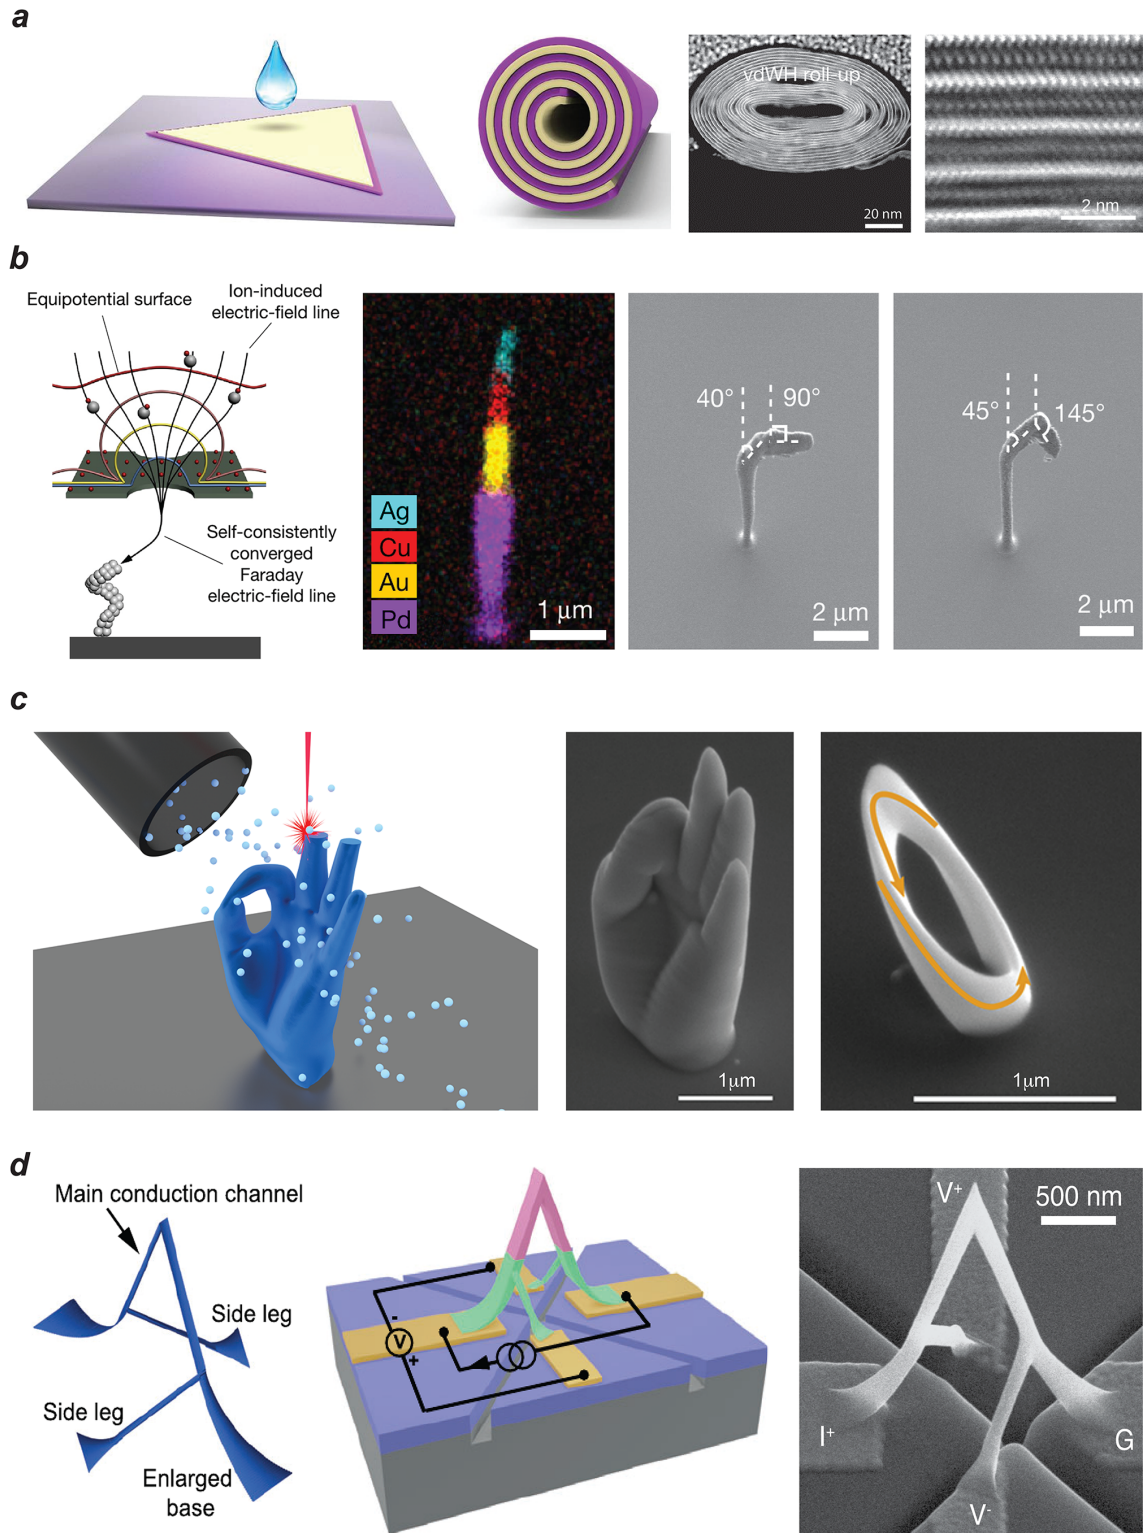 a
vdWH roll-up
20 nm
2 nm
b
Equipotential surface
Ion-induced
electric-field line
Self-consistently
converged
Faraday
electric-field line
Ag
Cu
Au
Pd
1 µm
40°
90°
2 µm
45°
145°
2 µm
c
1µm
1µm
d
Main conduction channel
Side leg
Side leg
Enlarged
base
-
V
+
V+
500 nm
I+
G
V-